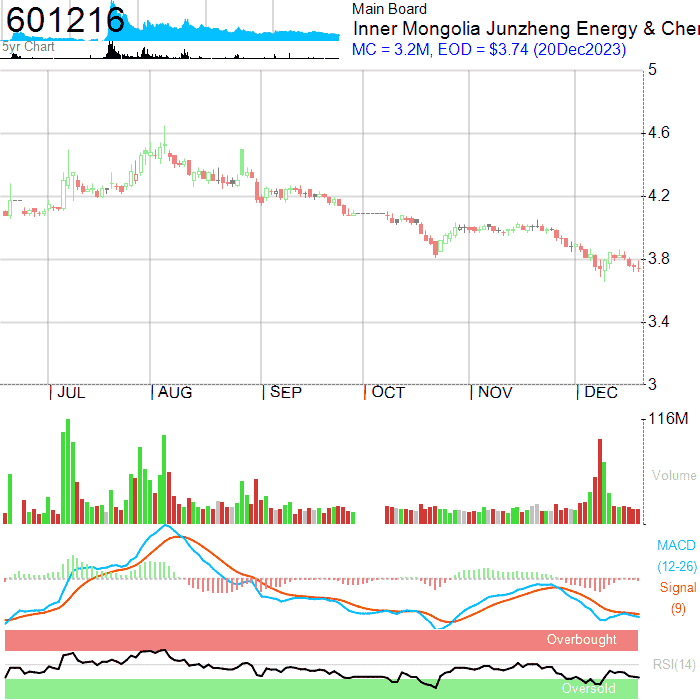 601216
5yr Chart
Main Board
Inner Mongolia Junzheng Energy & Cher
MC = 3.2M, EOD = $3.74 (20Dec2023)
5
4.6
4.2
3.8
3.4
3
JUL
AUG
SEP
OCT
NOV
DEC
116M
Volume
MACD
(12-26)
Signal
(9)
Overbought
RSI(14)
Oversold